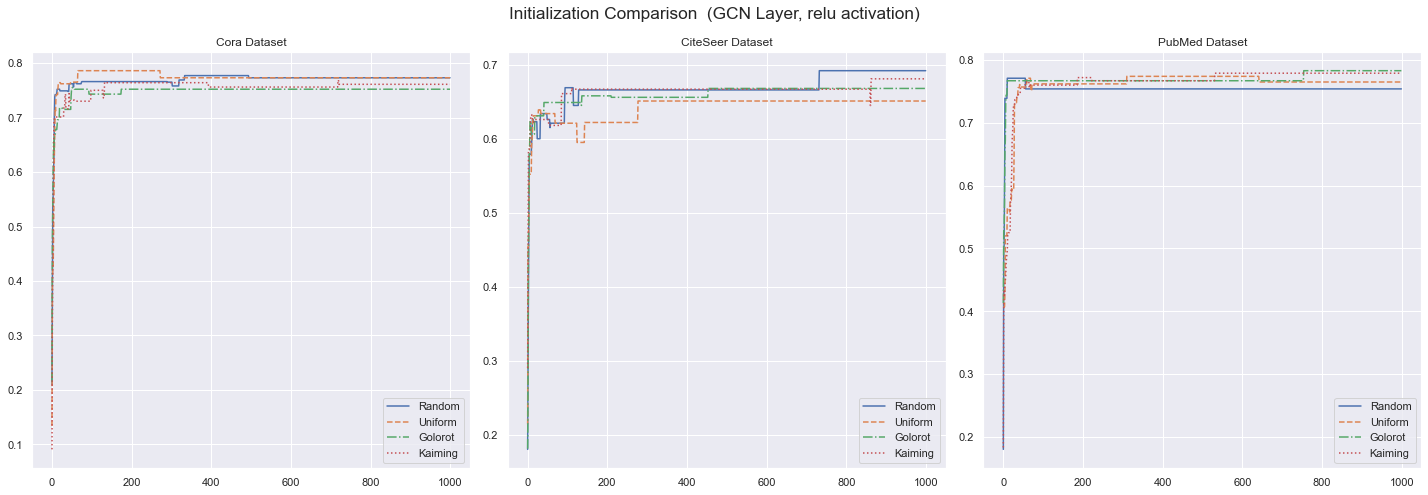 Initialization Comparison  (GCN Layer, relu activation)
Cora Dataset
0.8
0.7
0.6
0.5
0.4
0.3
0.2
0.1
0 200 400 600 800 1000
Random
Uniform
Golorot
Kaiming
CiteSeer Dataset
0.7
0.6
0.5
0.4
0.3
0.2
0 200 400 600 800 1000
Random
Uniform
Golorot
Kaiming
PubMed Dataset
0.8
0.7
0.6
0.5
0.4
0.3
0.2
0 200 400 600 800 1000
Random
Uniform
Golorot
Kaiming